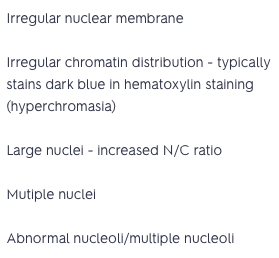 Irregular nuclear membrane
Irregular chromatin distribution - typically
stains dark blue in hematoxylin staining
(hyperchromasia)
Large nuclei - increased N/C ratio
Mutiple nuclei
Abnormal nucleoli/multiple nucleoli